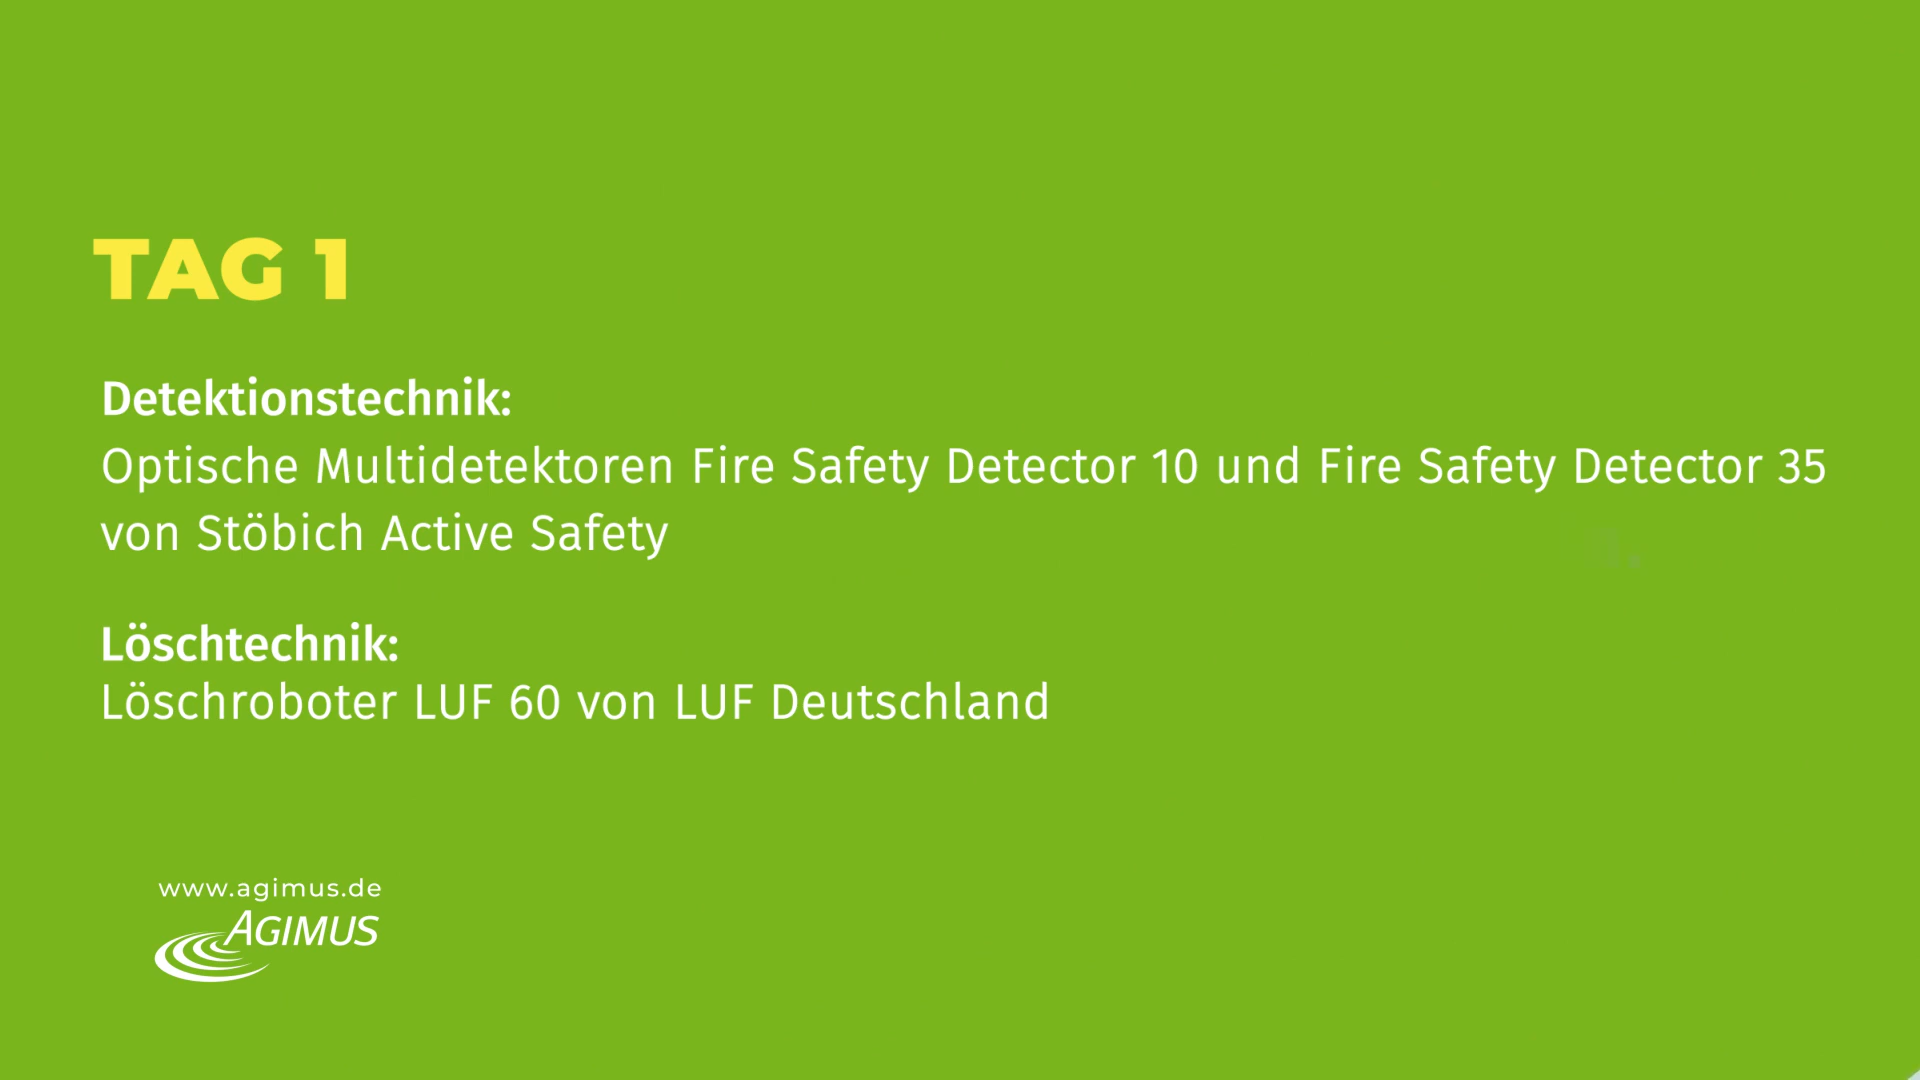 TAG 1
Detektionstechnik:
Optische Multidetektoren Fire Safety Detector 10 und Fire Safety Detector 35
von Stöbich Active Safety
Löschtechnik:
Löschroboter LUF 60 von LUF Deutschland
www.agimus.de
AGIMUS